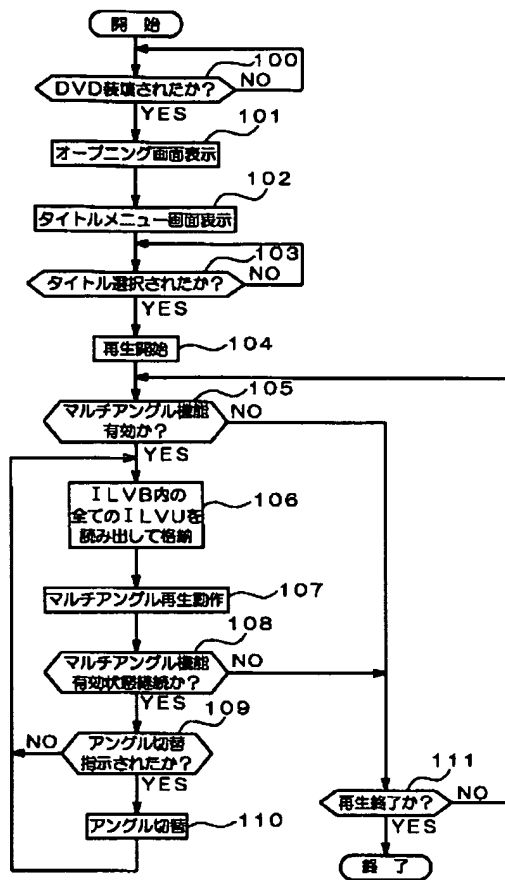 開 始
100
DVD装填されたか?
NO
YES
101
オープニング画面表示
102
タイトルメニュー画面表示
103
タイトル選択されたか?
NO
YES
104
再生開始
105
マルチアングル機能
有効か?
NO
YES
106
ILVB内の
全てのILVUを
読み出して格納
107
マルチアングル再生動作
108
マルチアングル機能
有効状態継続か?
NO
YES
109
NO
アングル切替
指示されたか?
YES
110
アングル切替
111
再生終了か?
NO
YES
終 了